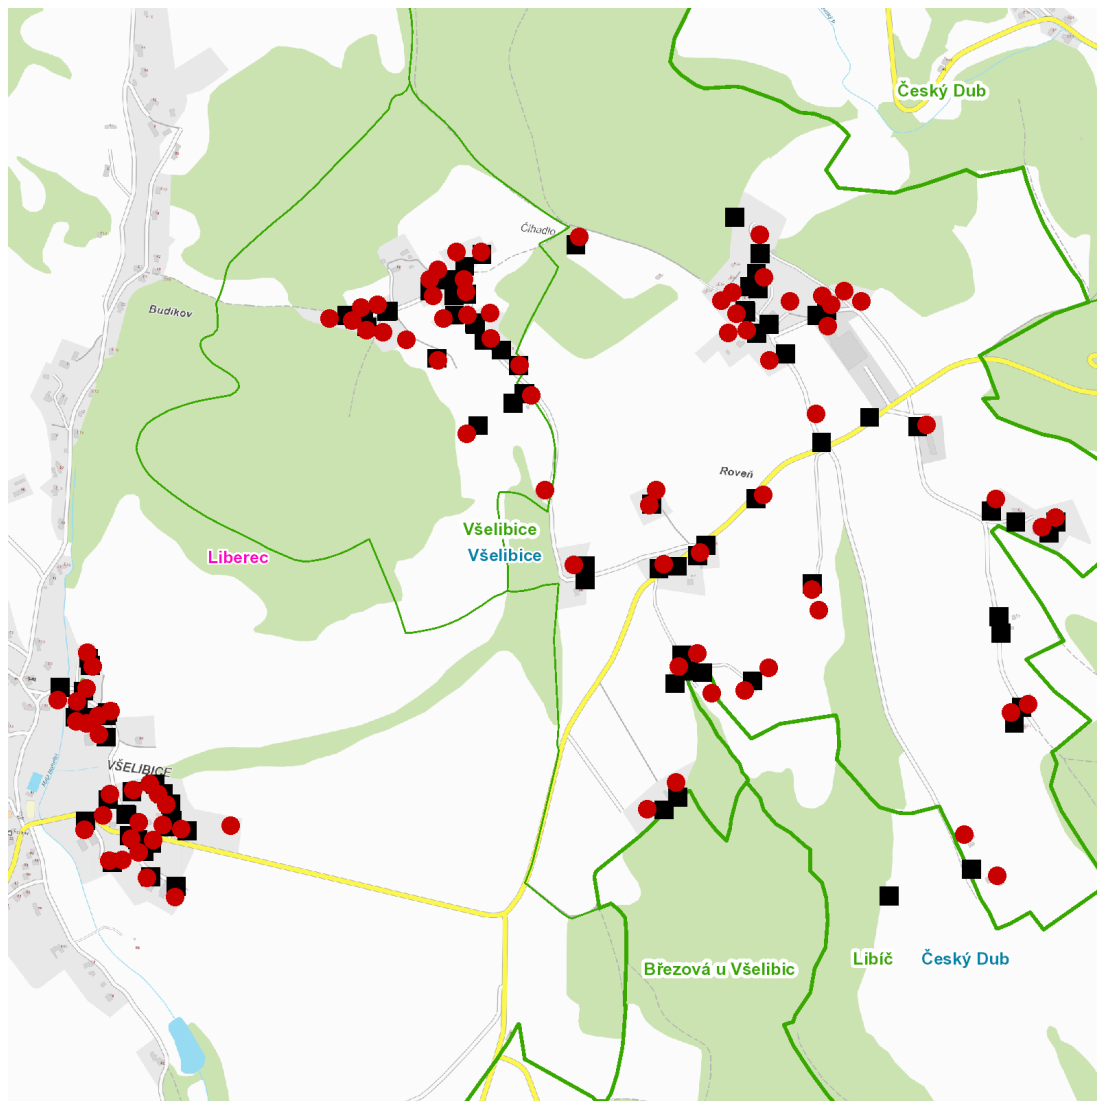 Český Dub
Čihadlo
Budíkov
Roveň
Všelibice
Všelibice
Liberec
VŠELIBICE
Libíč
Český Dub
Březová u Všelibic